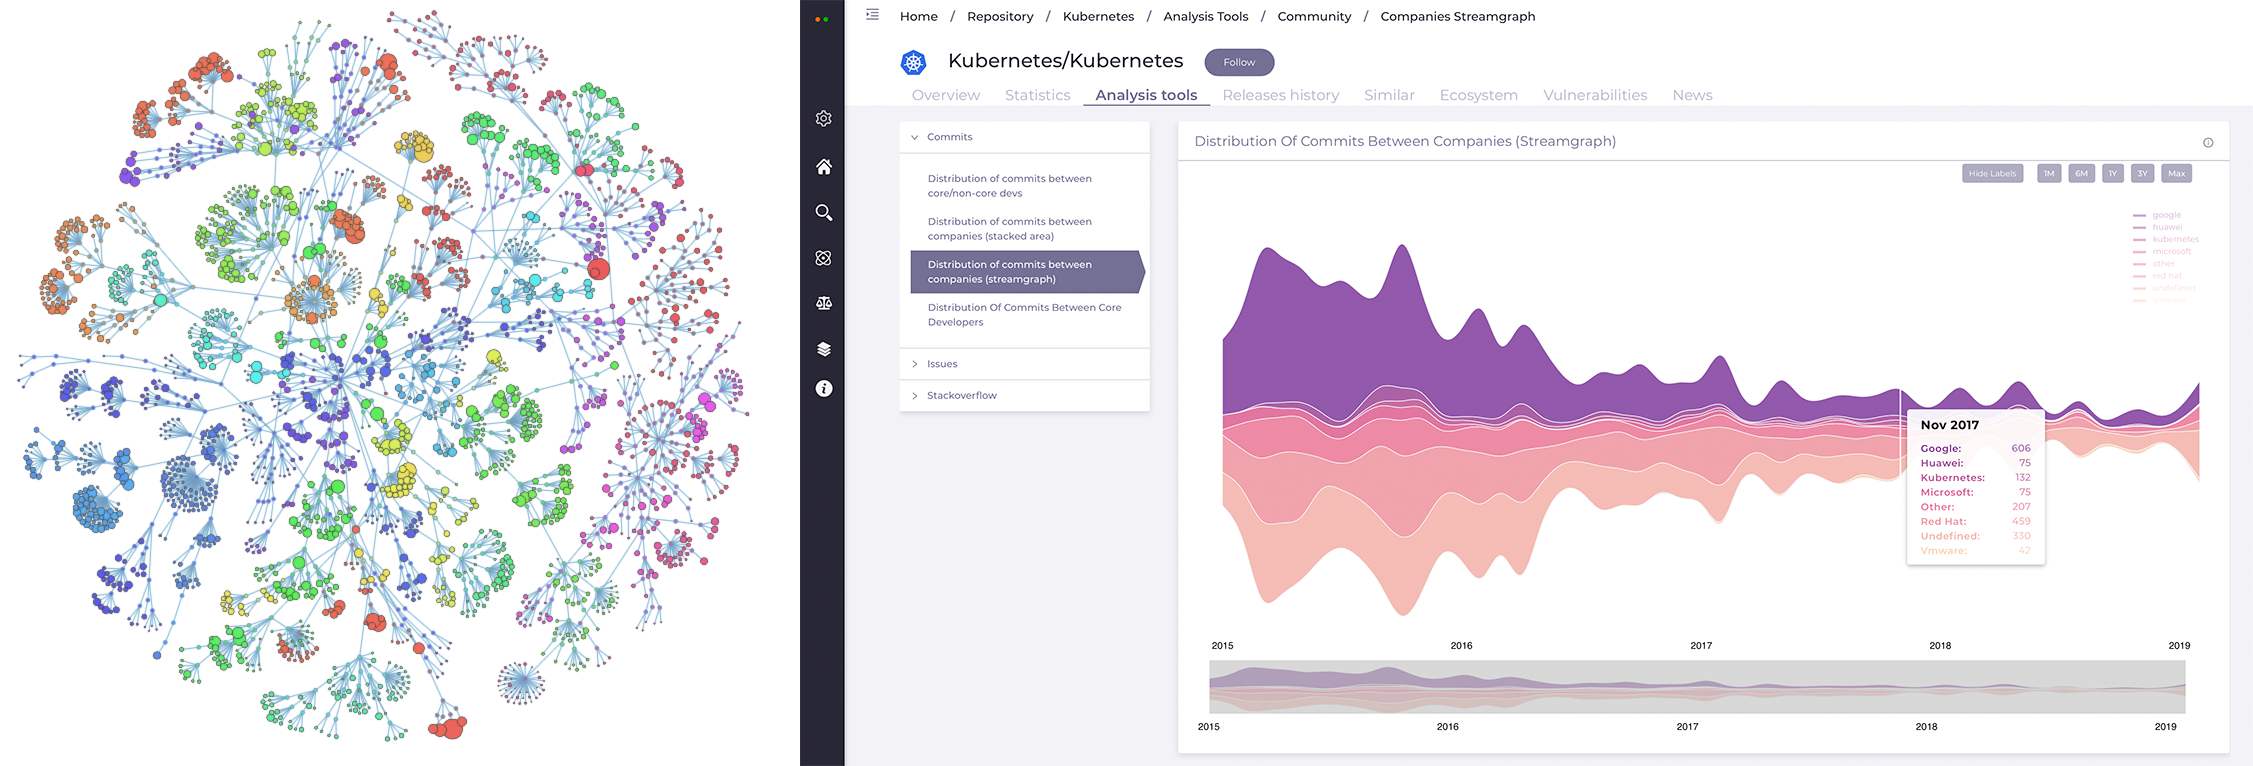 Home / Repository / Kubernetes / Analysis Tools / Community / Companies Streamgraph
Kubernetes/Kubernetes
Follow
Overview Statistics Analysis tools Releases history Similar Ecosystem Vulnerabilities News
Commits
Distribution of commits between
core/non-core devs
Distribution of commits between
companies (stacked area)
Distribution of commits between
companies (streamgraph)
Distribution Of Commits Between Core
Developers
Issues
Stackoverflow
Distribution Of Commits Between Companies (Streamgraph)
Hide Labels 1M 6M 1Y 3Y Max
google
huawei
kubernetes
microsoft
other
red hat
undefined
vmware
Nov 2017
Google: 606
Huawei: 75
Kubernetes: 132
Microsoft: 75
Other: 207
Red Hat: 459
Undefined: 330
Vmware: 42
2015 2016 2017 2018 2019
2015 2016 2017 2018 2019